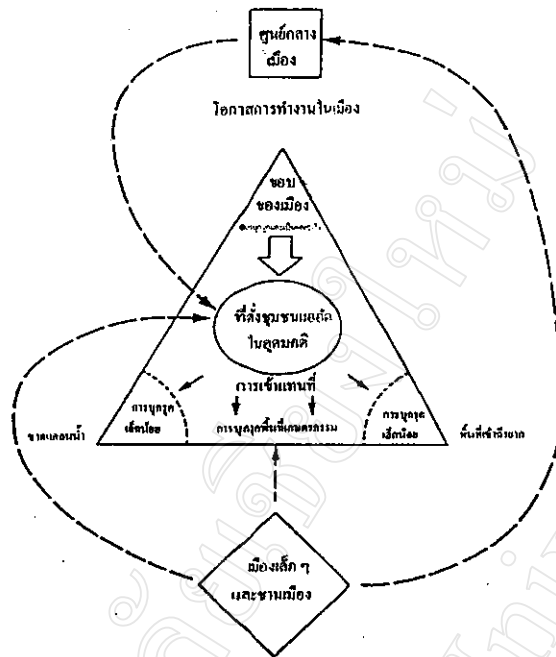 ศูนย์กลาง
เมือง
โอกาสการทำงานในเมือง
ขอบ
ของเมือง
ที่ตั้งชุมชนแออัด
ในอุดมคติ
การเข้าแทนที่
การบุกรุก
เล็กน้อย
การบุกรุกพื้นที่เกษตรกรรม
การบุกรุก
เล็กน้อย
ขาดแคลนน้ำ
พื้นที่เข้าถึงยาก
เมืองเล็ก ๆ
และชานเมือง